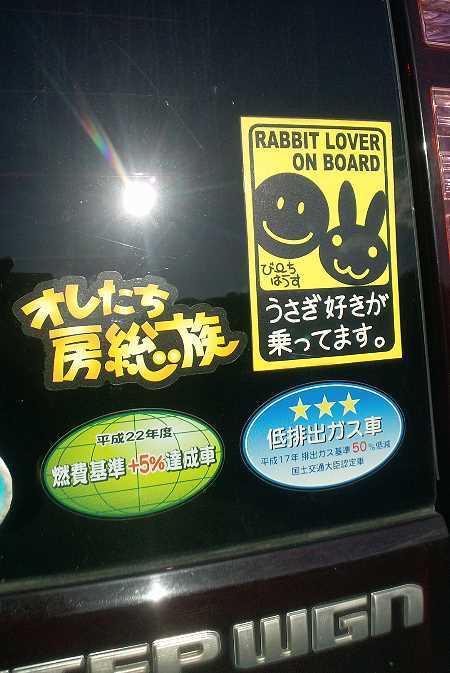 RABBIT LOVER
ON BOARD
ぴーち
はうす
うさぎ好きが
乗ってます。
オレたち
房総族
平成22年度
燃費基準+5%達成車
低排出ガス車
平成17年 排出ガス基準50%低減
国土交通大臣認定車
TEP WGN